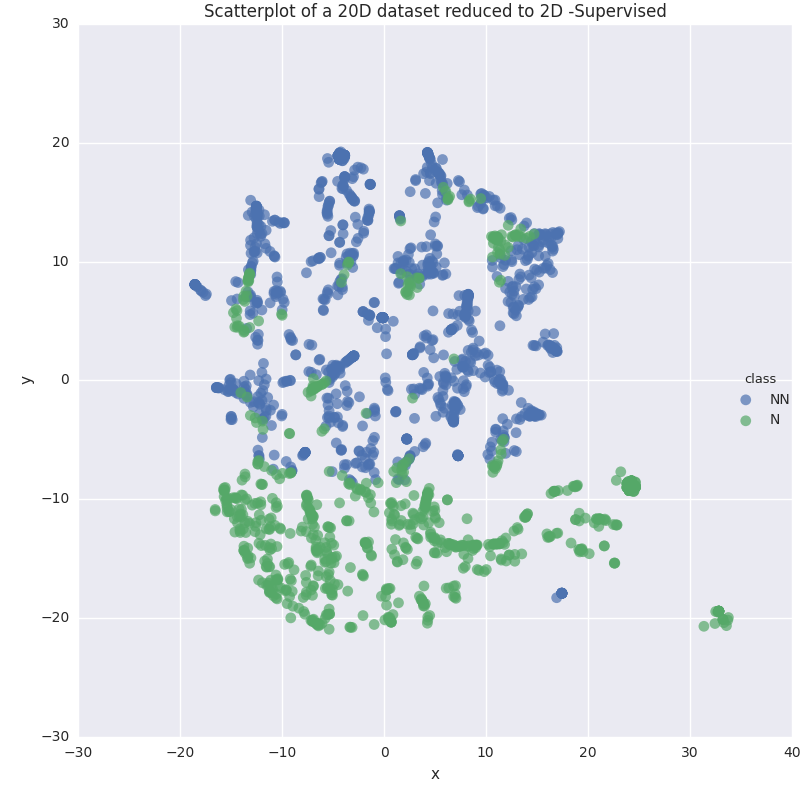 Scatterplot of a 20D dataset reduced to 2D -Supervised
30
20
10
0
−10
−20
−30
y
−30 −20 −10 0 10 20 30 40
x
class
NN
N